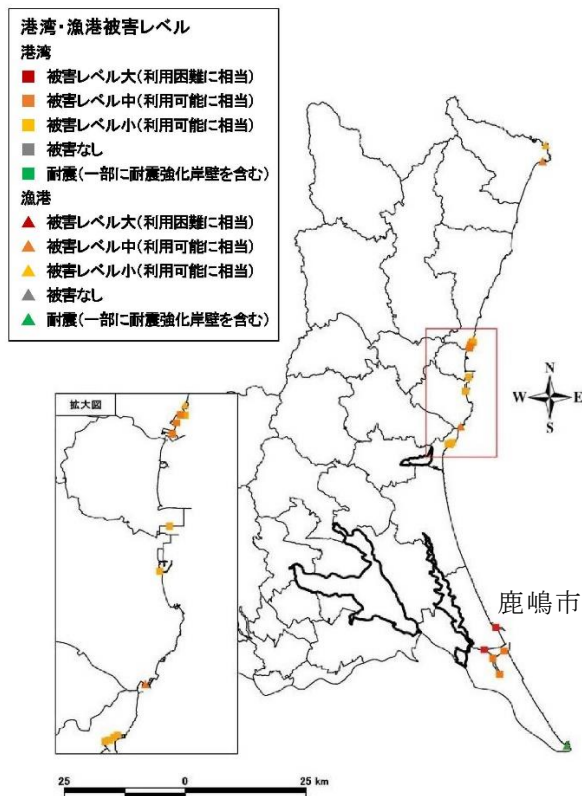 港湾・漁港被害レベル
港湾
被害レベル大(利用困難に相当)
被害レベル中(利用可能に相当)
被害レベル小(利用可能に相当)
被害なし
耐震(一部に耐震強化岸壁を含む)
漁港
被害レベル大(利用困難に相当)
被害レベル中(利用可能に相当)
被害レベル小(利用可能に相当)
被害なし
耐震(一部に耐震強化岸壁を含む)
拡大図
N
W
E
S
鹿嶋市
25
0
25 km